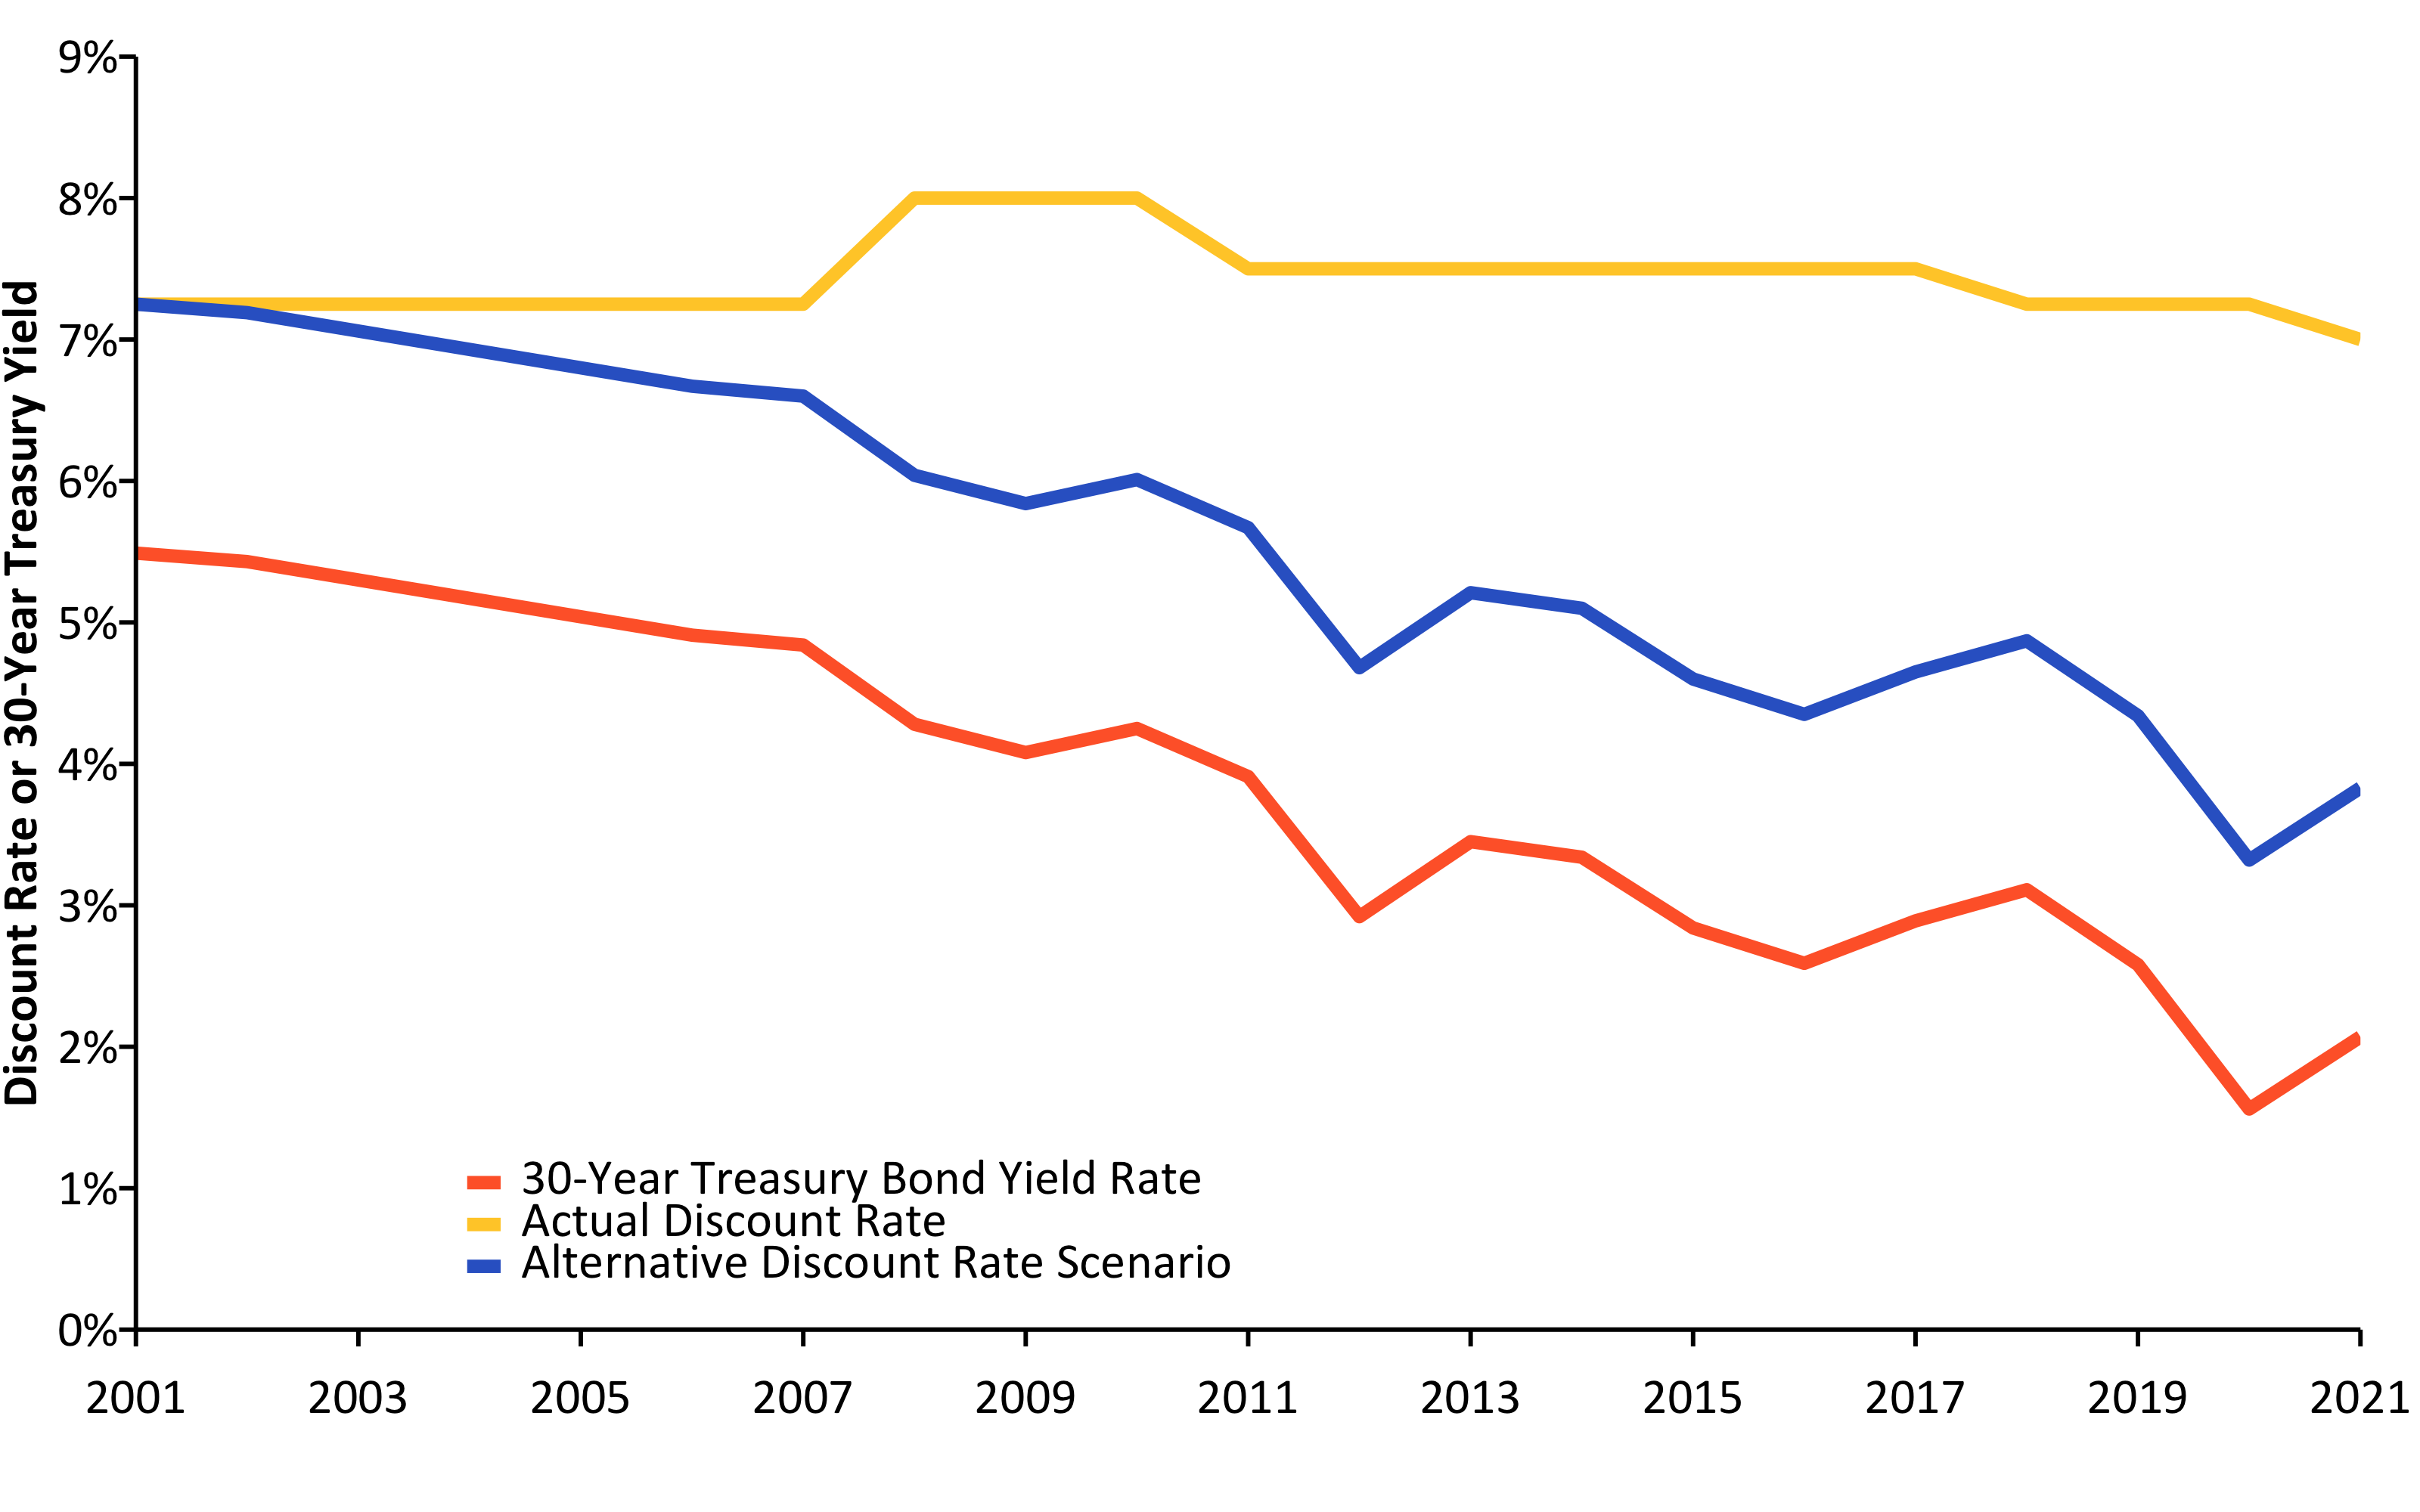 Discount Rate or 30-Year Treasury Yield
9%
8%
7%
6%
5%
4%
3%
2%
1%
0%
30-Year Treasury Bond Yield Rate
Actual Discount Rate
Alternative Discount Rate Scenario
2001 2003 2005 2007 2009 2011 2013 2015 2017 2019 2021